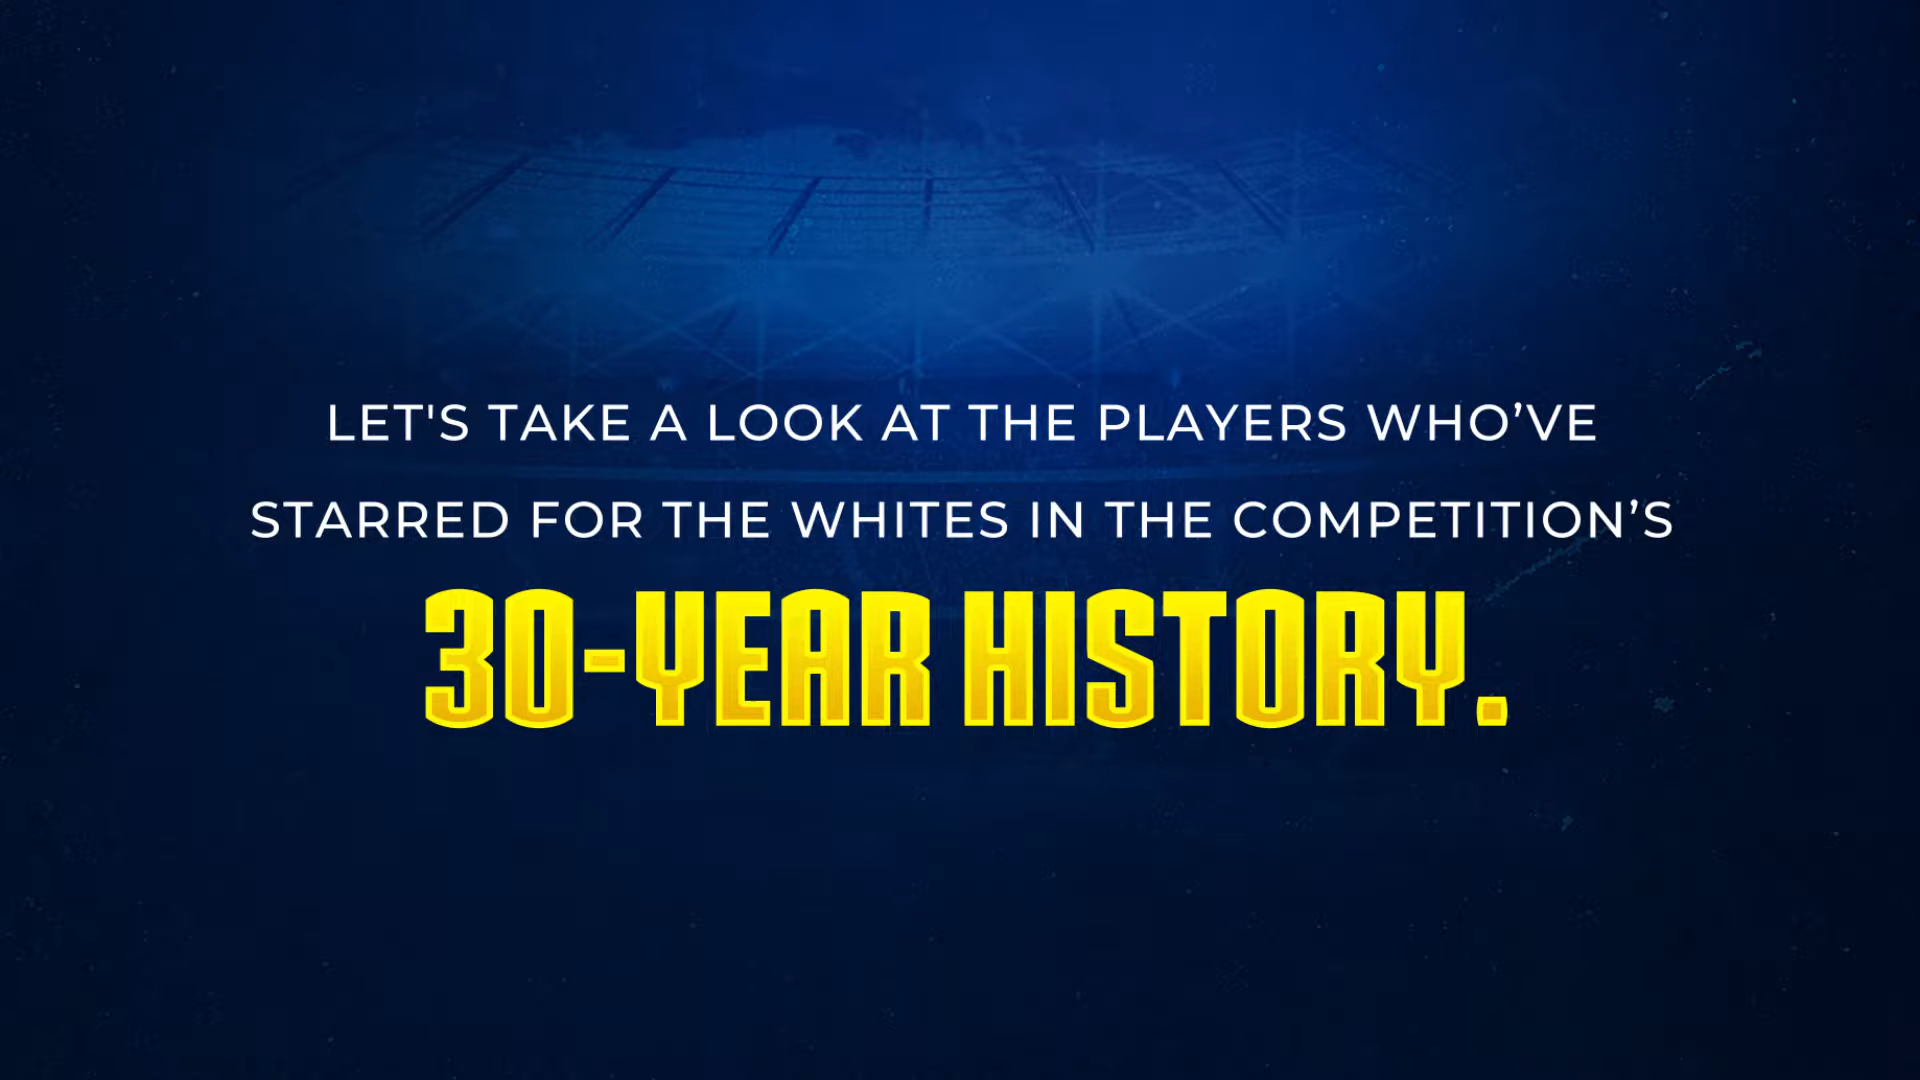 LET'S TAKE A LOOK AT THE PLAYERS WHO’VE
STARRED FOR THE WHITES IN THE COMPETITION’S
30-YEAR HISTORY.